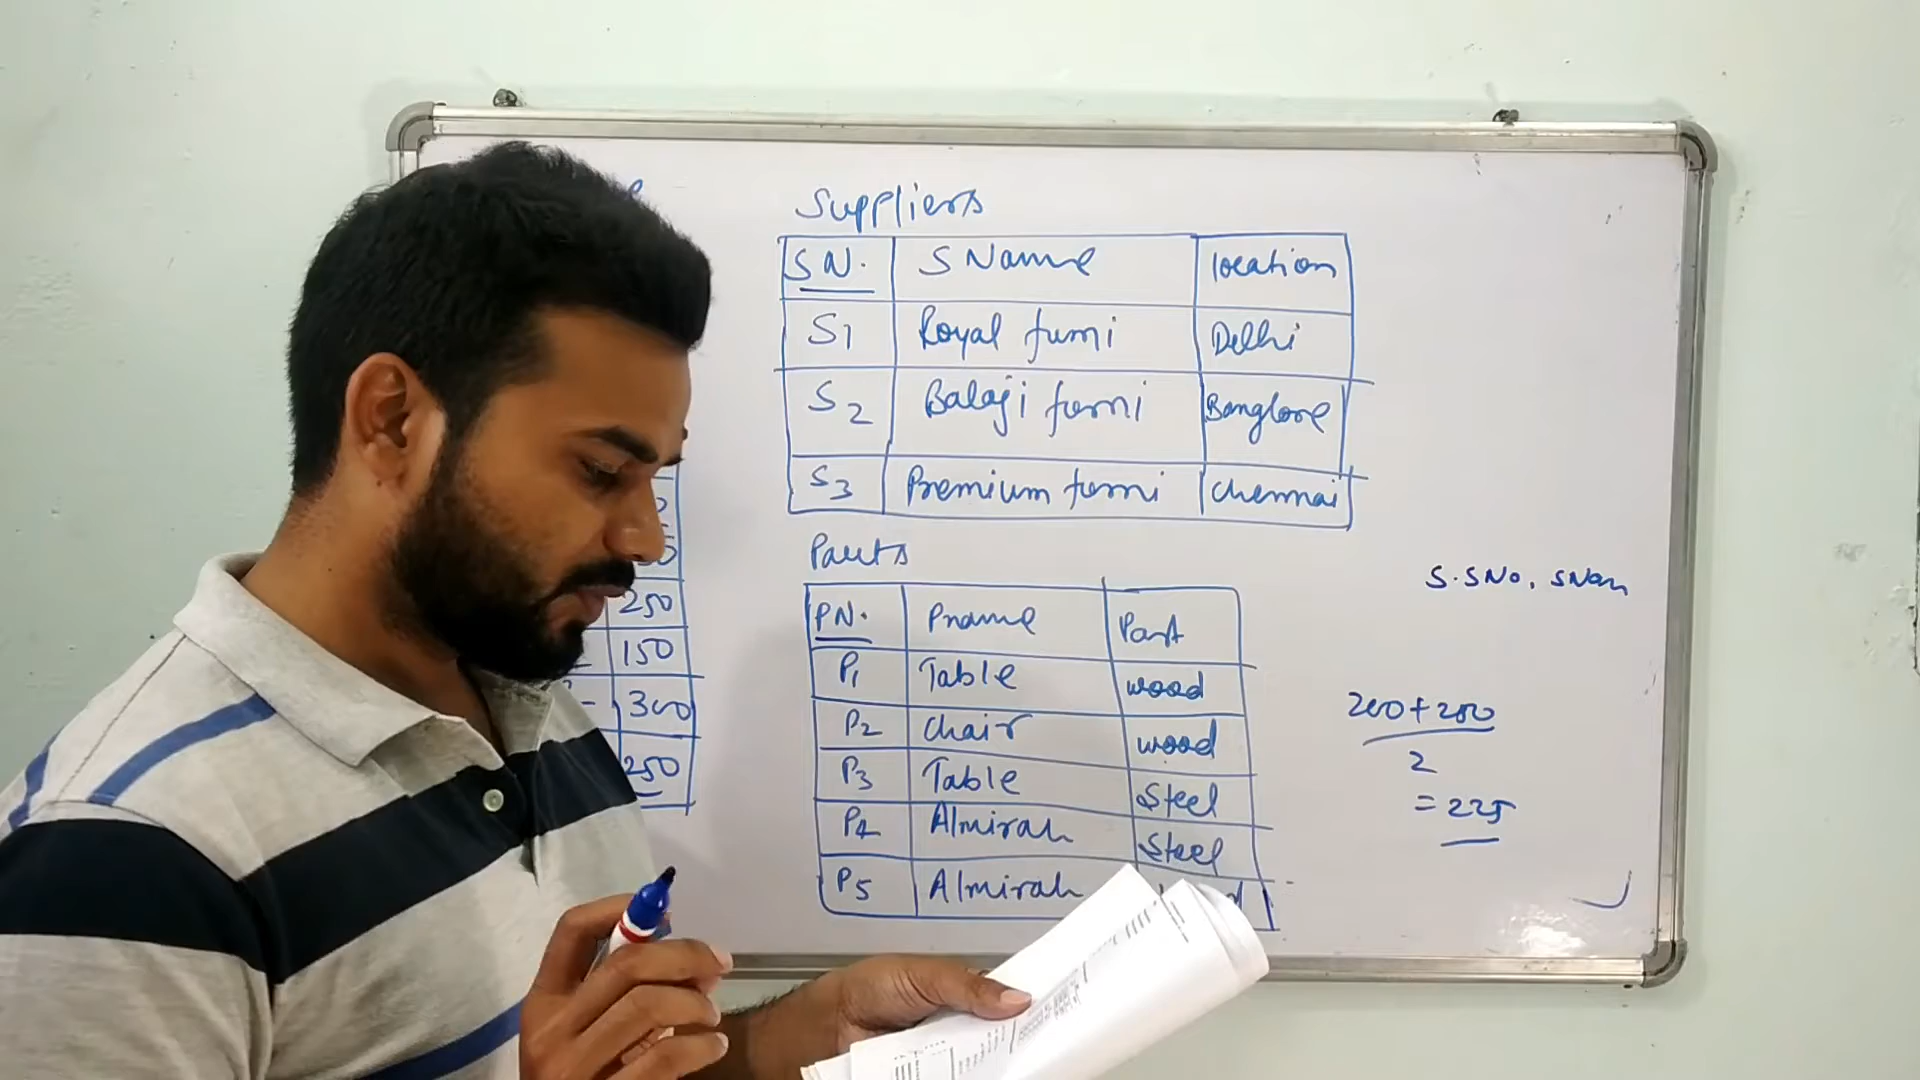 Suppliers
SN. SName location
S1 Royal furni Delhi
S2 Balaji furni Banglore
S3 Premium furni Chennai
Parts
PN. Pname Part
P1 Table wood
P2 Chair wood
P3 Table Steel
P4 Almirah Steel
P5 Almirah
250
150
300
250
S.SNo, SNam
200+250
2
=225